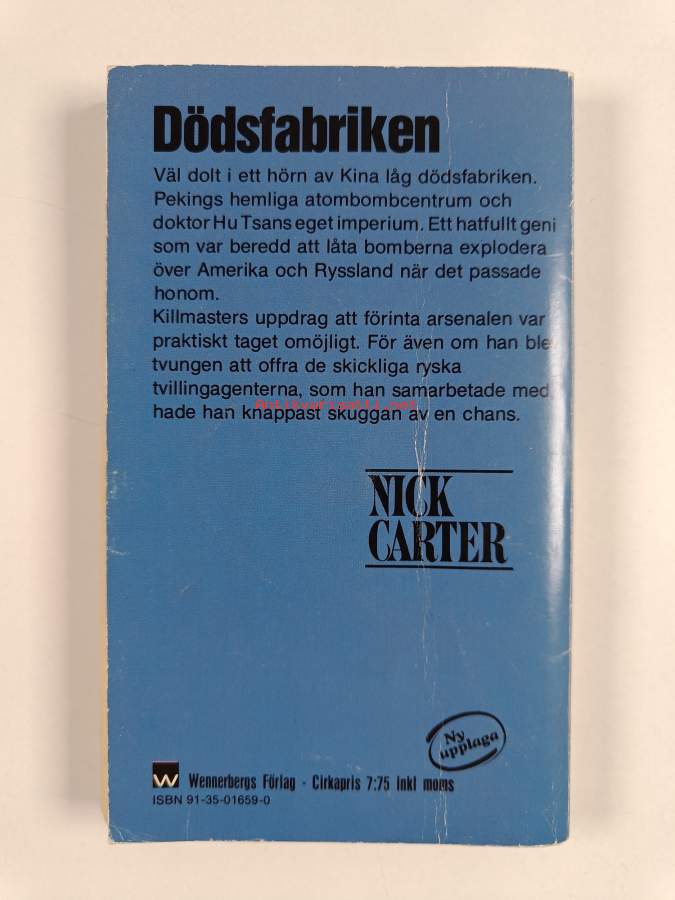 Dödsfabriken
Väl dolt i ett hörn av Kina låg dödsfabriken.
Pekings hemliga atombombcentrum och
doktor Hu Tsans eget imperium. Ett hatfullt geni
som var beredd att låta bomberna explodera
över Amerika och Ryssland när det passade
honom.
Killmasters uppdrag att förinta arsenalen var
praktiskt taget omöjligt. För även om han ble
tvungen att offra de skickliga ryska
tvillingagenterna, som han samarbetade med,
hade han knappast skuggan av en chans.
Antikvarisatti.net
NICK
CARTER
Ny
upplaga
W Wennerbergs Förlag · Cirkapris 7:75 inkl moms
ISBN 91-35-01659-0